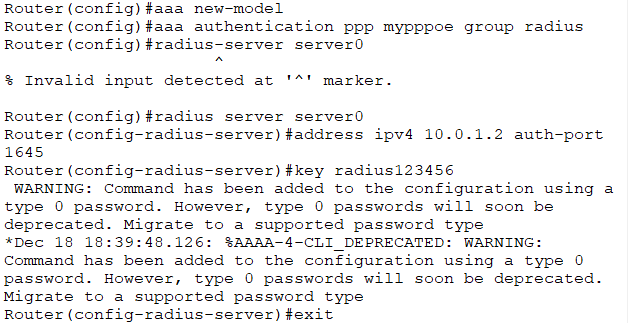 Router(config)#aaa new-model
Router(config)#aaa authentication ppp mypppoe group radius
Router(config)#radius-server server0
^
% Invalid input detected at '^' marker.
Router(config)#radius server server0
Router(config-radius-server)#address ipv4 10.0.1.2 auth-port
1645
Router(config-radius-server)#key radius123456
WARNING: Command has been added to the configuration using a
type 0 password. However, type 0 passwords will soon be
deprecated. Migrate to a supported password type
*Dec 18 18:39:48.126: %AAAA-4-CLI_DEPRECATED: WARNING:
Command has been added to the configuration using a type 0
password. However, type 0 passwords will soon be deprecated.
Migrate to a supported password type
Router(config-radius-server)#exit